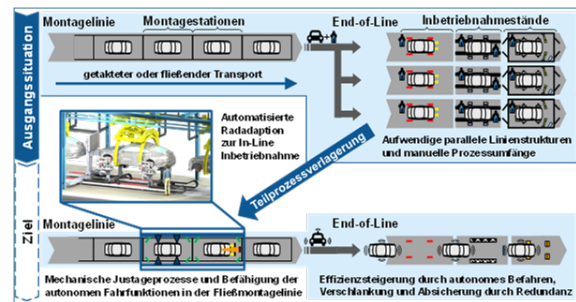 Ausgangssituation
Montagelinie
Montagestationen
getakteter oder fließender Transport
End-of-Line
Inbetriebnahmestände
Aufwendige parallele Linienstrukturen
und manuelle Prozessumfänge
Automatisierte
Radadaption
zur In-Line
Inbetriebnahme
Teilprozessverlagerung
Ziel
Montagelinie
Mechanische Justageprozesse und Befähigung der
autonomen Fahrfunktionen in der Fließmontagelinie
End-of-Line
Effizienzsteigerung durch autonomes Befahren,
Verschlankung und Absicherung durch Redundanz